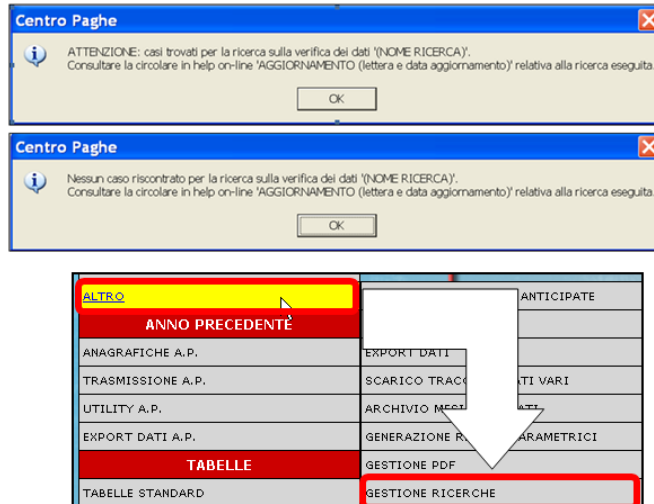 Centro Paghe
ATTENZIONE: casi trovati per la ricerca sulla verifica dei dati '(NOME RICERCA)'.
Consultare la circolare in help on-line 'AGGIORNAMENTO (lettera e data aggiornamento)' relativa alla ricerca eseguita.
OK
Centro Paghe
Nessun caso riscontrato per la ricerca sulla verifica dei dati '(NOME RICERCA)'.
Consultare la circolare in help on-line 'AGGIORNAMENTO (lettera e data aggiornamento)' relativa alla ricerca eseguita.
OK
ALTRO
ANTICIPATE
ANNO PRECEDENTE
ANAGRAFICHE A.P.
EXPORT DATI
TRASMISSIONE A.P.
SCARICO VARI
UTILITY A.P.
ARCHIVIO
EXPORT DATI A.P.
GENERAZIONE
TABELLE
GESTIONE PDF
TABELLE STANDARD
GESTIONE RICERCHE